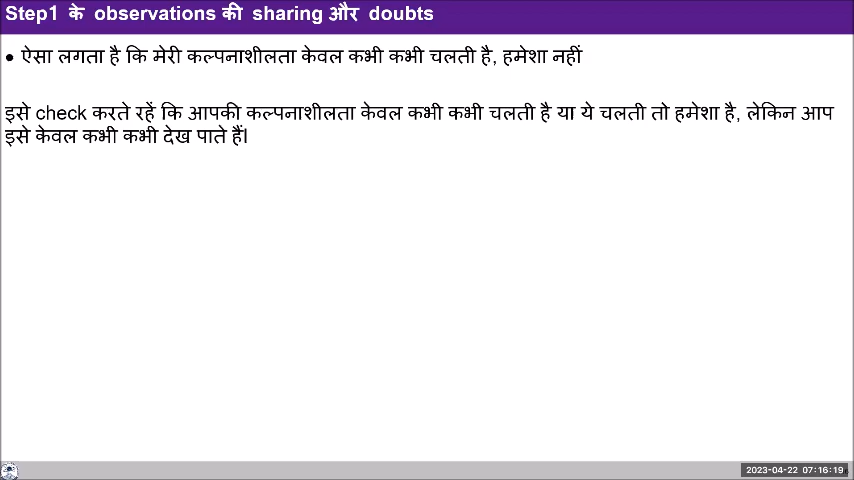 Step1 के observations की sharing और doubts
• ऐसा लगता है कि मेरी कल्पनाशीलता केवल कभी कभी चलती है, हमेशा नहीं
इसे check करते रहें कि आपकी कल्पनाशीलता केवल कभी कभी चलती है या ये चलती तो हमेशा है, लेकिन आप
इसे केवल कभी कभी देख पाते हैं।
2023-04-22 07:16:19